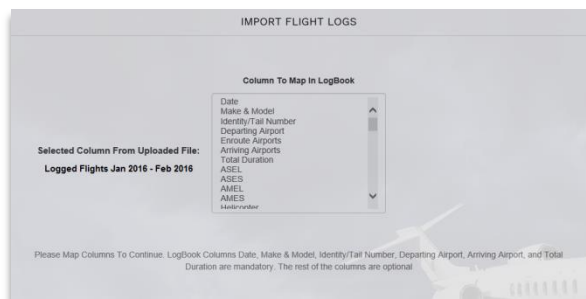 IMPORT FLIGHT LOGS
Column To Map In LogBook
Date
Make & Model
Identity/Tail Number
Departing Airport
Enroute Airports
Arriving Airports
Total Duration
ASEL
ASES
AMEL
AMES
Helicopter
Selected Column From Uploaded File:
Logged Flights Jan 2016 - Feb 2016
Please Map Columns To Continue. LogBook Columns Date, Make & Model, Identity/Tail Number, Departing Airport, Arriving Airport, and Total
Duration are mandatory. The rest of the columns are optional